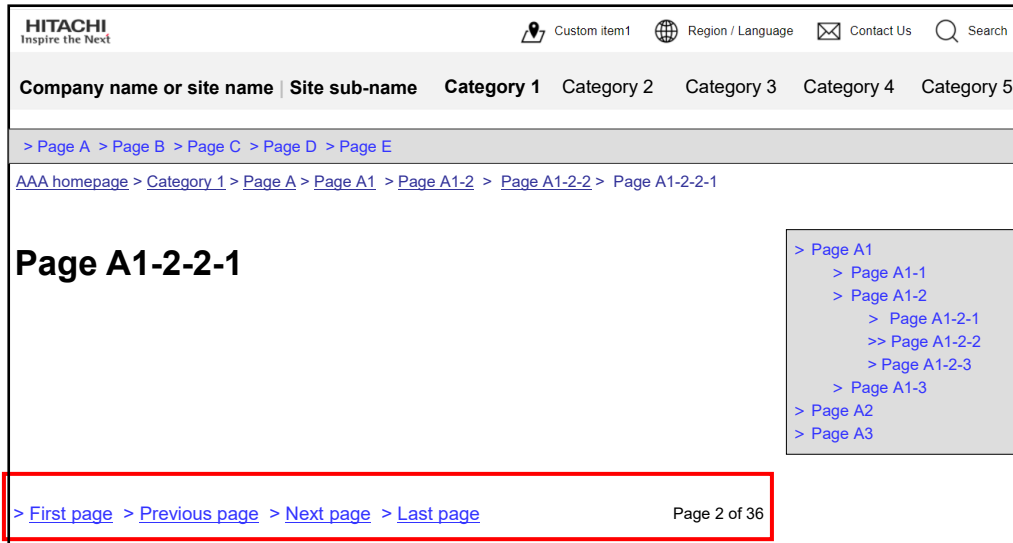 HITACHI
Inspire the Next
Custom item1 Region / Language Contact Us Search
Company name or site name | Site sub-name Category 1 Category 2 Category 3 Category 4 Category 5
> Page A > Page B > Page C > Page D > Page E
AAA homepage > Category 1 > Page A > Page A1 > Page A1-2 > Page A1-2-2 > Page A1-2-2-1
Page A1-2-2-1
> Page A1
> Page A1-1
> Page A1-2
> Page A1-2-1
>> Page A1-2-2
> Page A1-2-3
> Page A1-3
> Page A2
> Page A3
> First page > Previous page > Next page > Last page Page 2 of 36